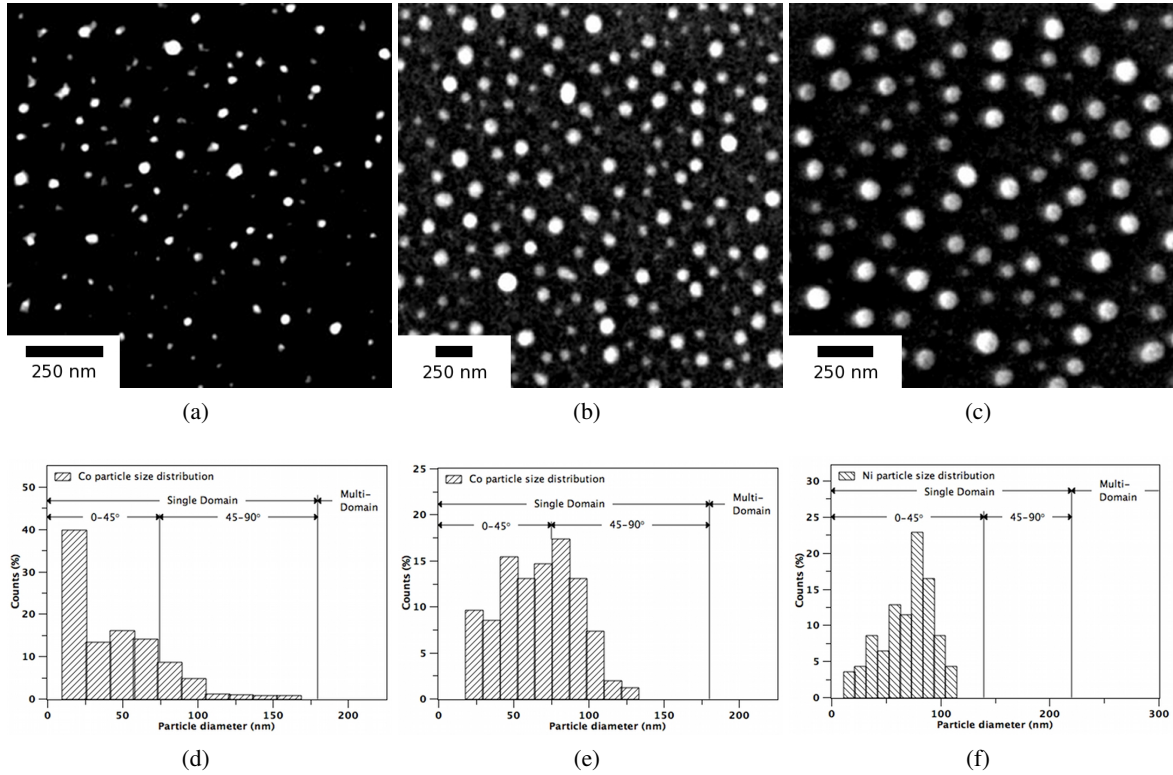 250 nm
250 nm
250 nm
(a)
(b)
(c)
Co particle size distribution
Single Domain
Multi-
Domain
0-45°
45-90°
Counts (%)
50
40
30
20
10
0
0
50
100
150
200
Particle diameter (nm)
(d)
Co particle size distribution
Single Domain
Multi-
Domain
0-45°
45-90°
Counts (%)
25
20
15
10
5
0
0
50
100
150
200
Particle diameter (nm)
(e)
Ni particle size distribution
Single Domain
Multi-
Domain
0-45°
45-90°
Counts (%)
30
25
20
15
10
5
0
0
100
200
300
Particle diameter (nm)
(f)